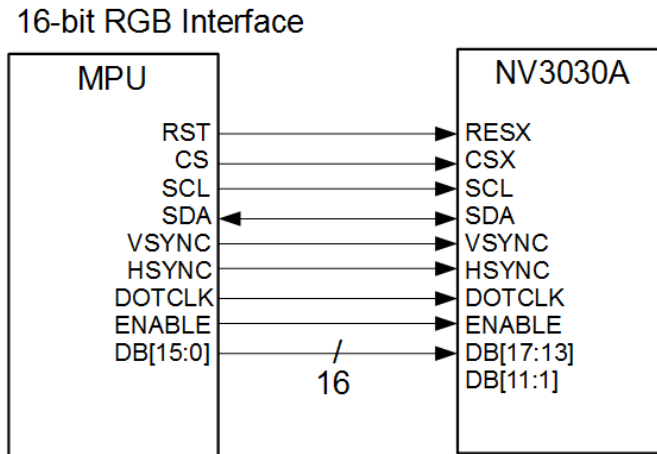 16-bit RGB Interface
MPU
NV3030A
RST
RESX
CS
CSX
SCL
SCL
SDA
SDA
VSYNC
VSYNC
HSYNC
HSYNC
DOTCLK
DOTCLK
ENABLE
ENABLE
DB[15:0]
/
DB[17:13]
16
DB[11:1]